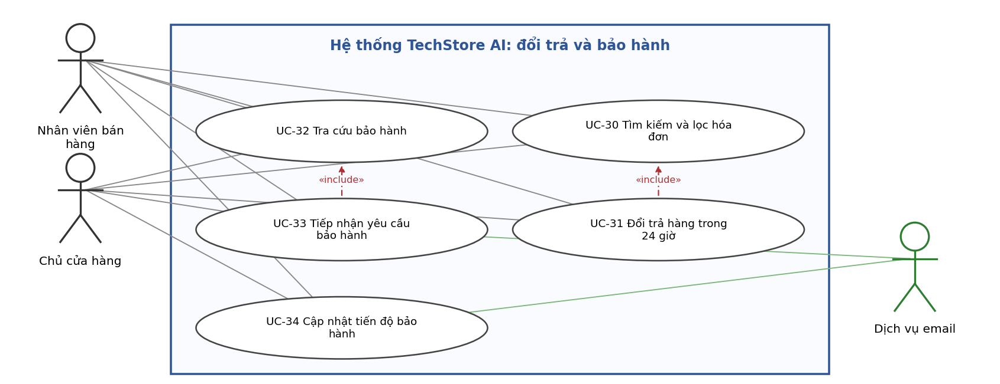 Hệ thống TechStore AI: đổi trả và bảo hành
Nhân viên bán
hàng
UC-32 Tra cứu bảo hành
UC-30 Tìm kiếm và lọc hóa
đơn
«include»
«include»
Chủ cửa hàng
UC-33 Tiếp nhận yêu cầu
bảo hành
UC-31 Đổi trả hàng trong
24 giờ
UC-34 Cập nhật tiến độ bảo
hành
Dịch vụ email